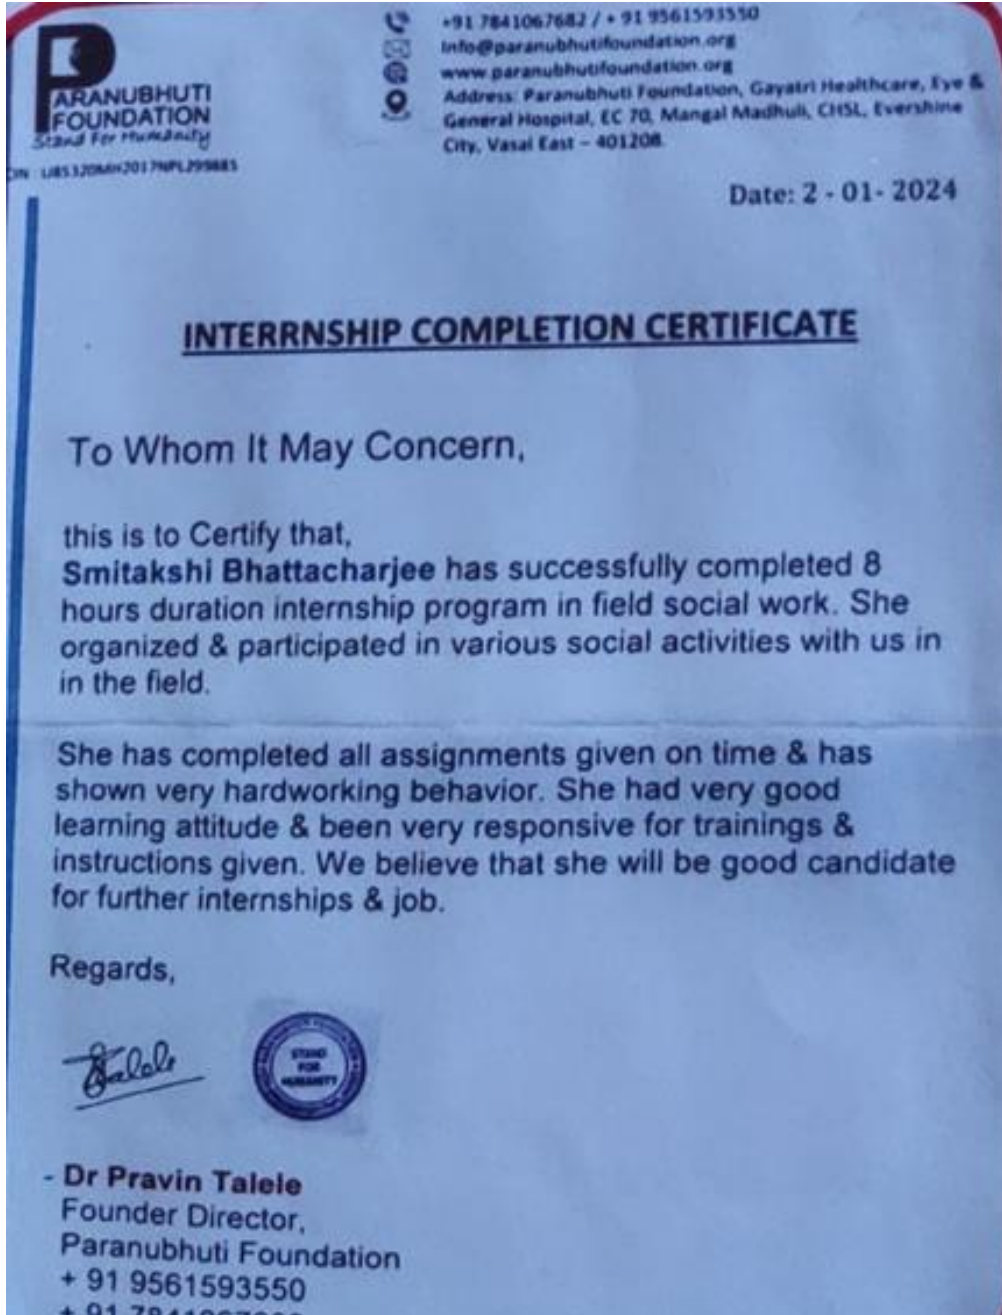 PARANUBHUTI
FOUNDATION
Stand For Humanity
+91 7841067682 / + 91 9561593550
Info@paranubhutifoundation.org
www.paranubhutifoundation.org
Address: Paranubhuti Foundation, Gayatri Healthcare, Eye &
General Hospital, EC 70, Mangal Madhuli, CHSL, Evershine
City, Vasai East – 401208.
Date: 2 - 01- 2024
INTERRNSHIP COMPLETION CERTIFICATE
To Whom It May Concern,
this is to Certify that,
Smitakshi Bhattacharjee has successfully completed 8
hours duration internship program in field social work. She
organized & participated in various social activities with us in
in the field.
She has completed all assignments given on time & has
shown very hardworking behavior. She had very good
learning attitude & been very responsive for trainings &
instructions given. We believe that she will be good candidate
for further internships & job.
Regards,
Talele
STAND
FOR
HUMANITY
- Dr Pravin Talele
Founder Director,
Paranubhuti Foundation
+ 91 9561593550